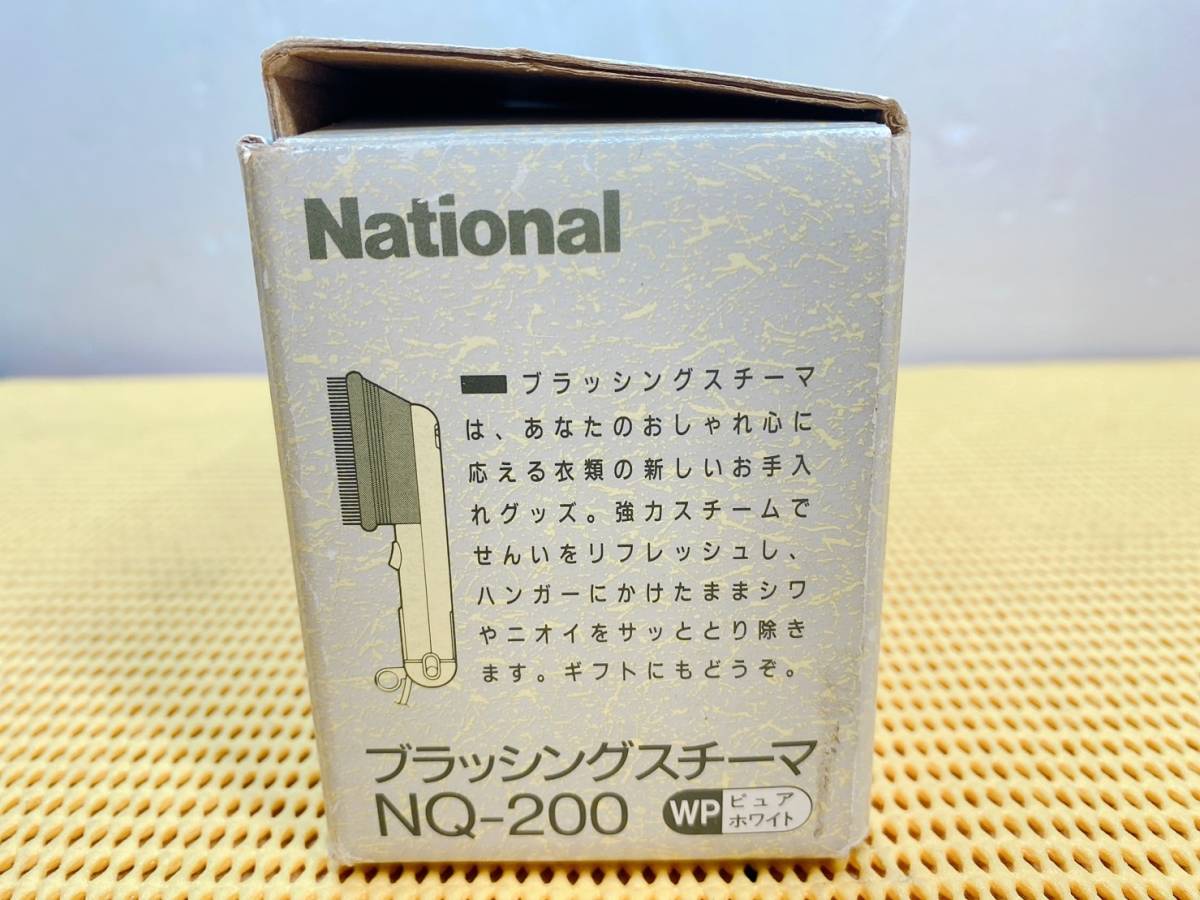 National
ブラッシングスチーマ
は、あなたのおしゃれ心に
応える衣類の新しいお手入
れグッズ。強力スチームで
せんいをリフレッシュし、
ハンガーにかけたままシワ
やニオイをサッととり除き
ます。ギフトにもどうぞ。
ブラッシングスチーマ
NQ-200 WP ピュア
ホワイト